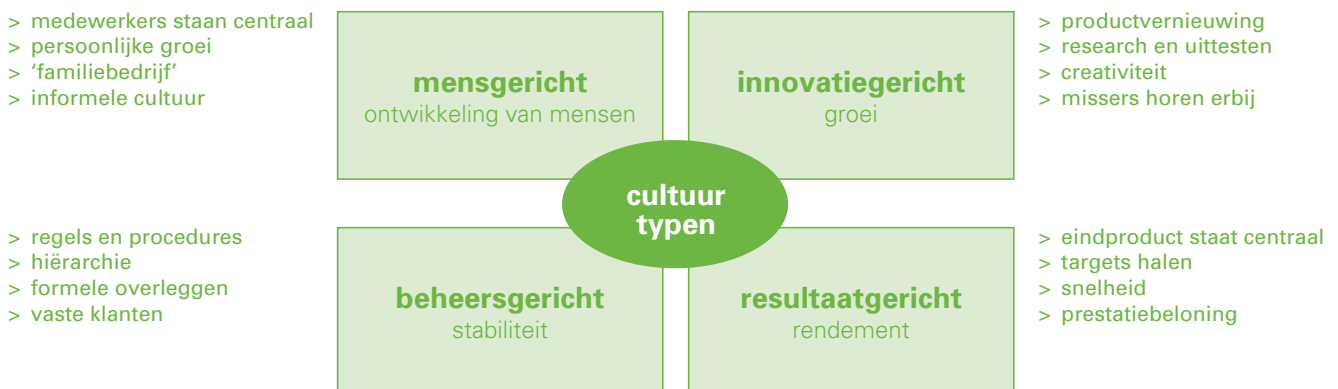 > medewerkers staan centraal
> persoonlijke groei
> ‘familiebedrijf’
> informele cultuur
mensgericht
ontwikkeling van mensen
innovatiegericht
groei
> productvernieuwing
> research en uittesten
> creativiteit
> missers horen erbij
cultuur
typen
> regels en procedures
> hiërarchie
> formele overleggen
> vaste klanten
beheersgericht
stabiliteit
resultaatgericht
rendement
> eindproduct staat centraal
> targets halen
> snelheid
> prestatiebeloning